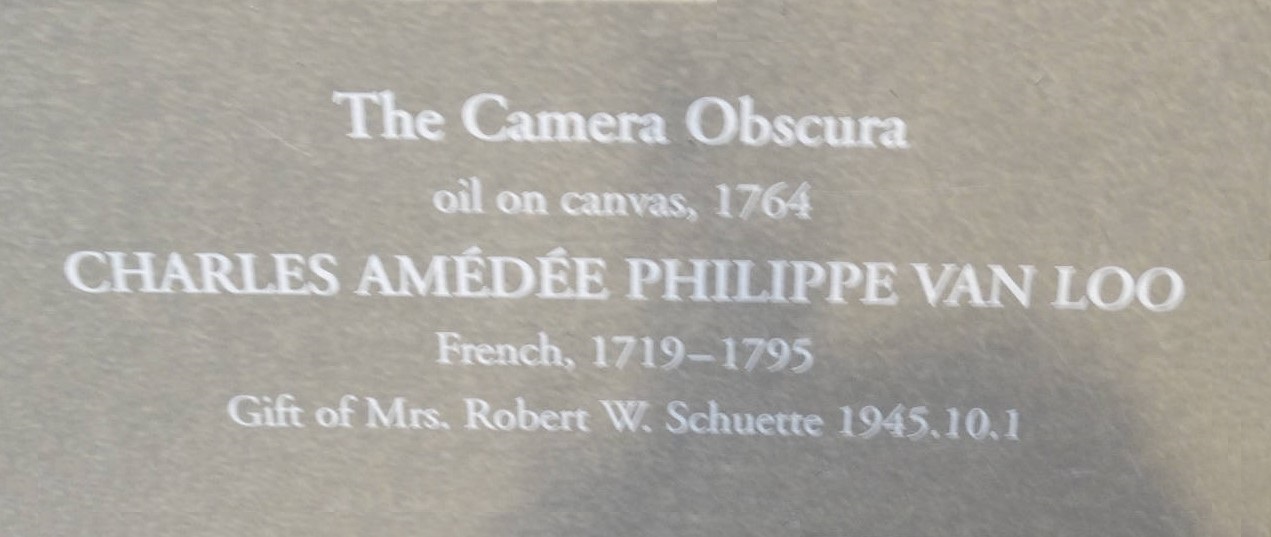 The Camera Obscura
oil on canvas, 1764
CHARLES AMÉDÉE PHILIPPE VAN LOO
French, 1719–1795
Gift of Mrs. Robert W. Schuette 1945.10.1